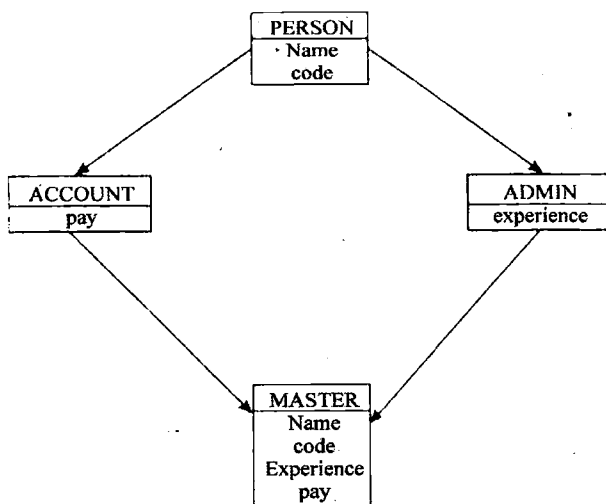 PERSON
Name
code
ACCOUNT
pay
ADMIN
experience
MASTER
Name
code
Experience
pay